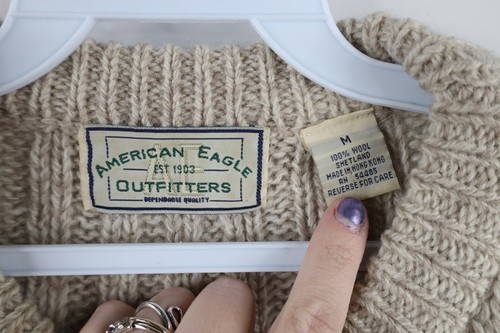 AMERICAN EAGLE
AE
EST 1903
OUTFITTERS
DEPENDABLE QUALITY
M
100% WOOL
SHETLAND
MADE IN HONG KONG
RN 54485
REVERSE FOR CARE